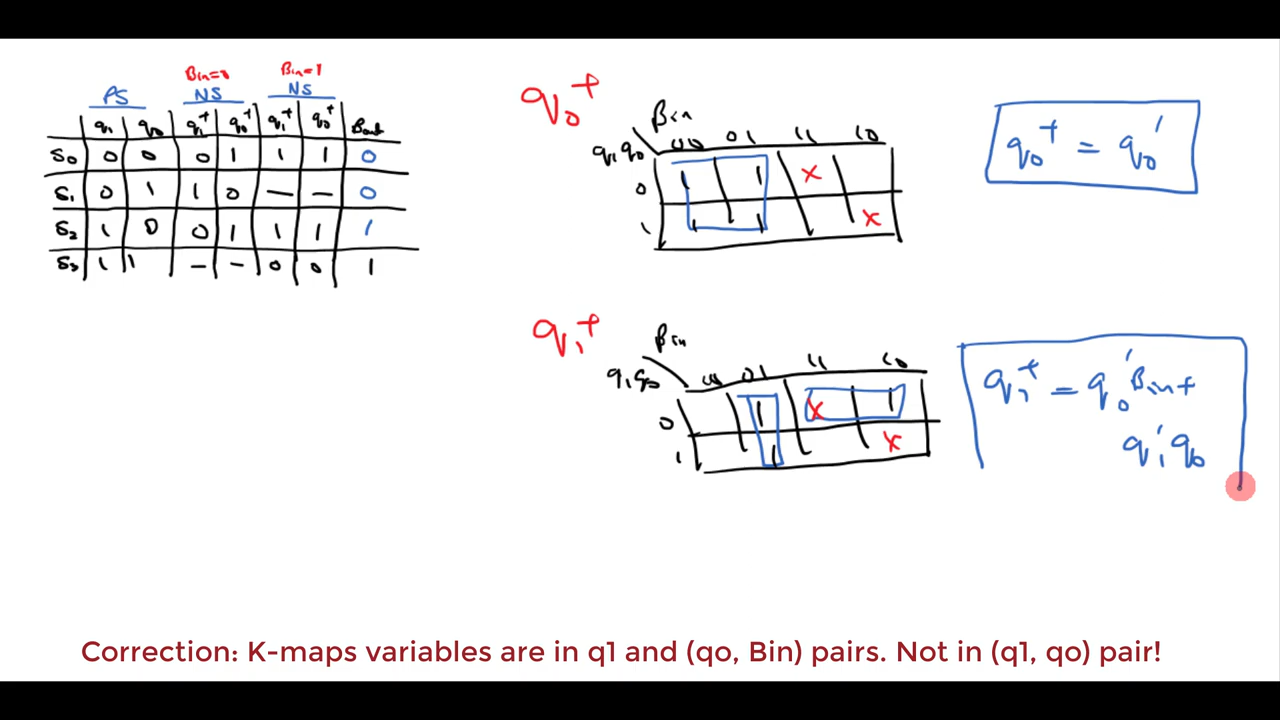 Bin=0 Bin=1
PS NS NS
q1 q0 q1+ q0+ q1+ q0+ Bout
S0 0 0 0 1 1 1 0
S1 0 1 1 0 — — 0
S2 1 0 0 1 1 1 1
S3 1 1 – – 0 0 1
q0+
Bin
q1q0 00 01 11 10
0 1 1 x
1 1 1 x
q0+ = q0'
q1+
Bin
q1q0 00 01 11 10
0 1 x 1
1 1 x
q1+ = q0'Bin+
q1'q0
Correction: K-maps variables are in q1 and (qo, Bin) pairs. Not in (q1, qo) pair!